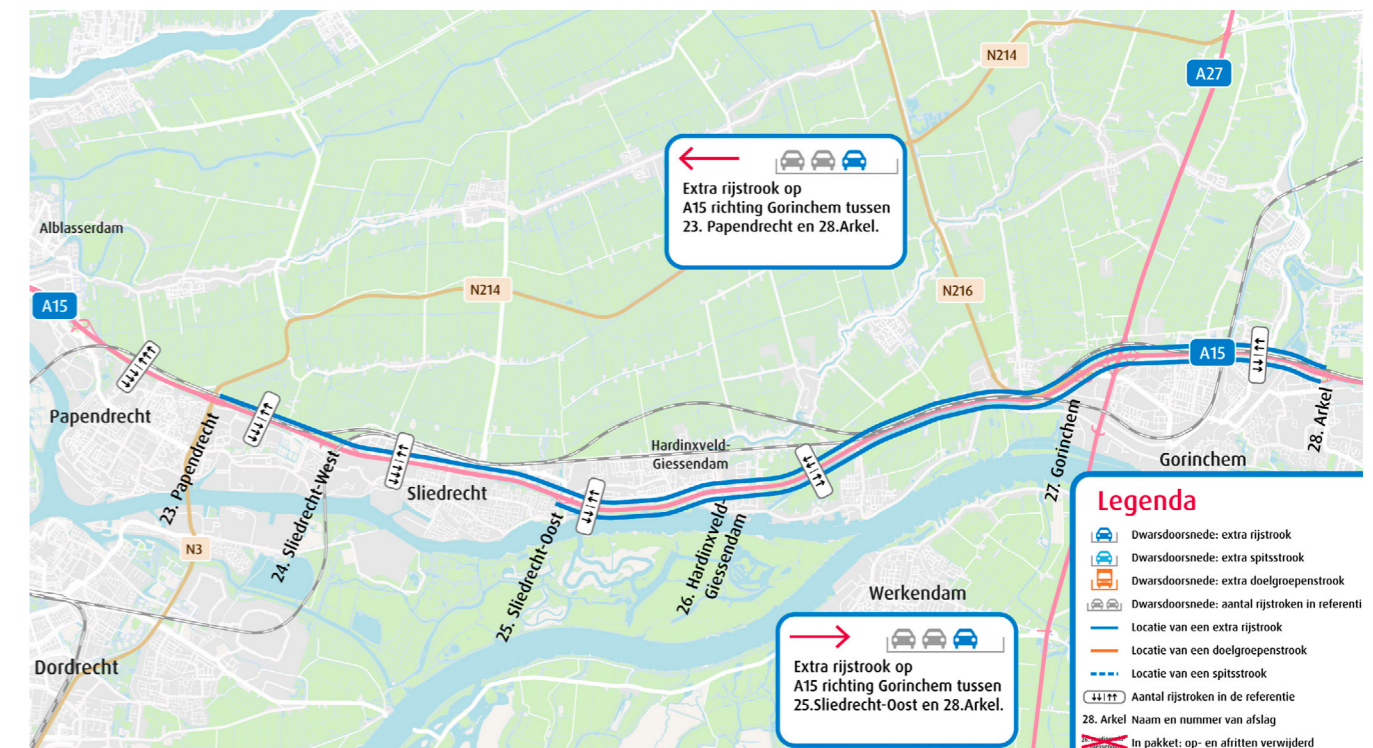 N214
A27
Extra rijstrook op
A15 richting Gorinchem tussen
23. Papendrecht en 28.Arkel.
Alblasserdam
A15
N214
N216
A15
Papendrecht
23. Papendrecht
24. Sliedrecht-West
Sliedrecht
Hardinxveld-
Giessendam
25. Sliedrecht-Oost
26. Hardinxveld-
Giessendam
27. Gorinchem
Gorinchem
28. Arkel
N3
Dordrecht
Werkendam
Extra rijstrook op
A15 richting Gorinchem tussen
25.Sliedrecht-Oost en 28.Arkel.
Legenda
Dwarsdoorsnede: extra rijstrook
Dwarsdoorsnede: extra spitsstrook
Dwarsdoorsnede: extra doelgroepenstrook
Dwarsdoorsnede: aantal rijstroken in referenti
Locatie van een extra rijstrook
Locatie van een doelgroepenstrook
Locatie van een spitsstrook
Aantal rijstroken in de referentie
28. Arkel Naam en nummer van afslag
In pakket: op- en afritten verwijderd